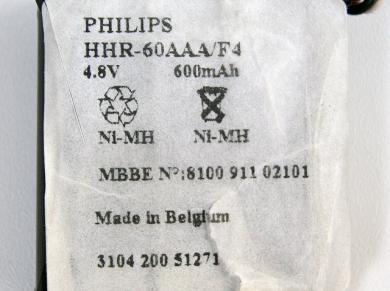 PHILIPS
HHR-60AAA/F4
4.8V 600mAh
Ni-MH Ni-MH
MBBE Nº:8100 911 02101
Made in Belgium
3104 200 51271